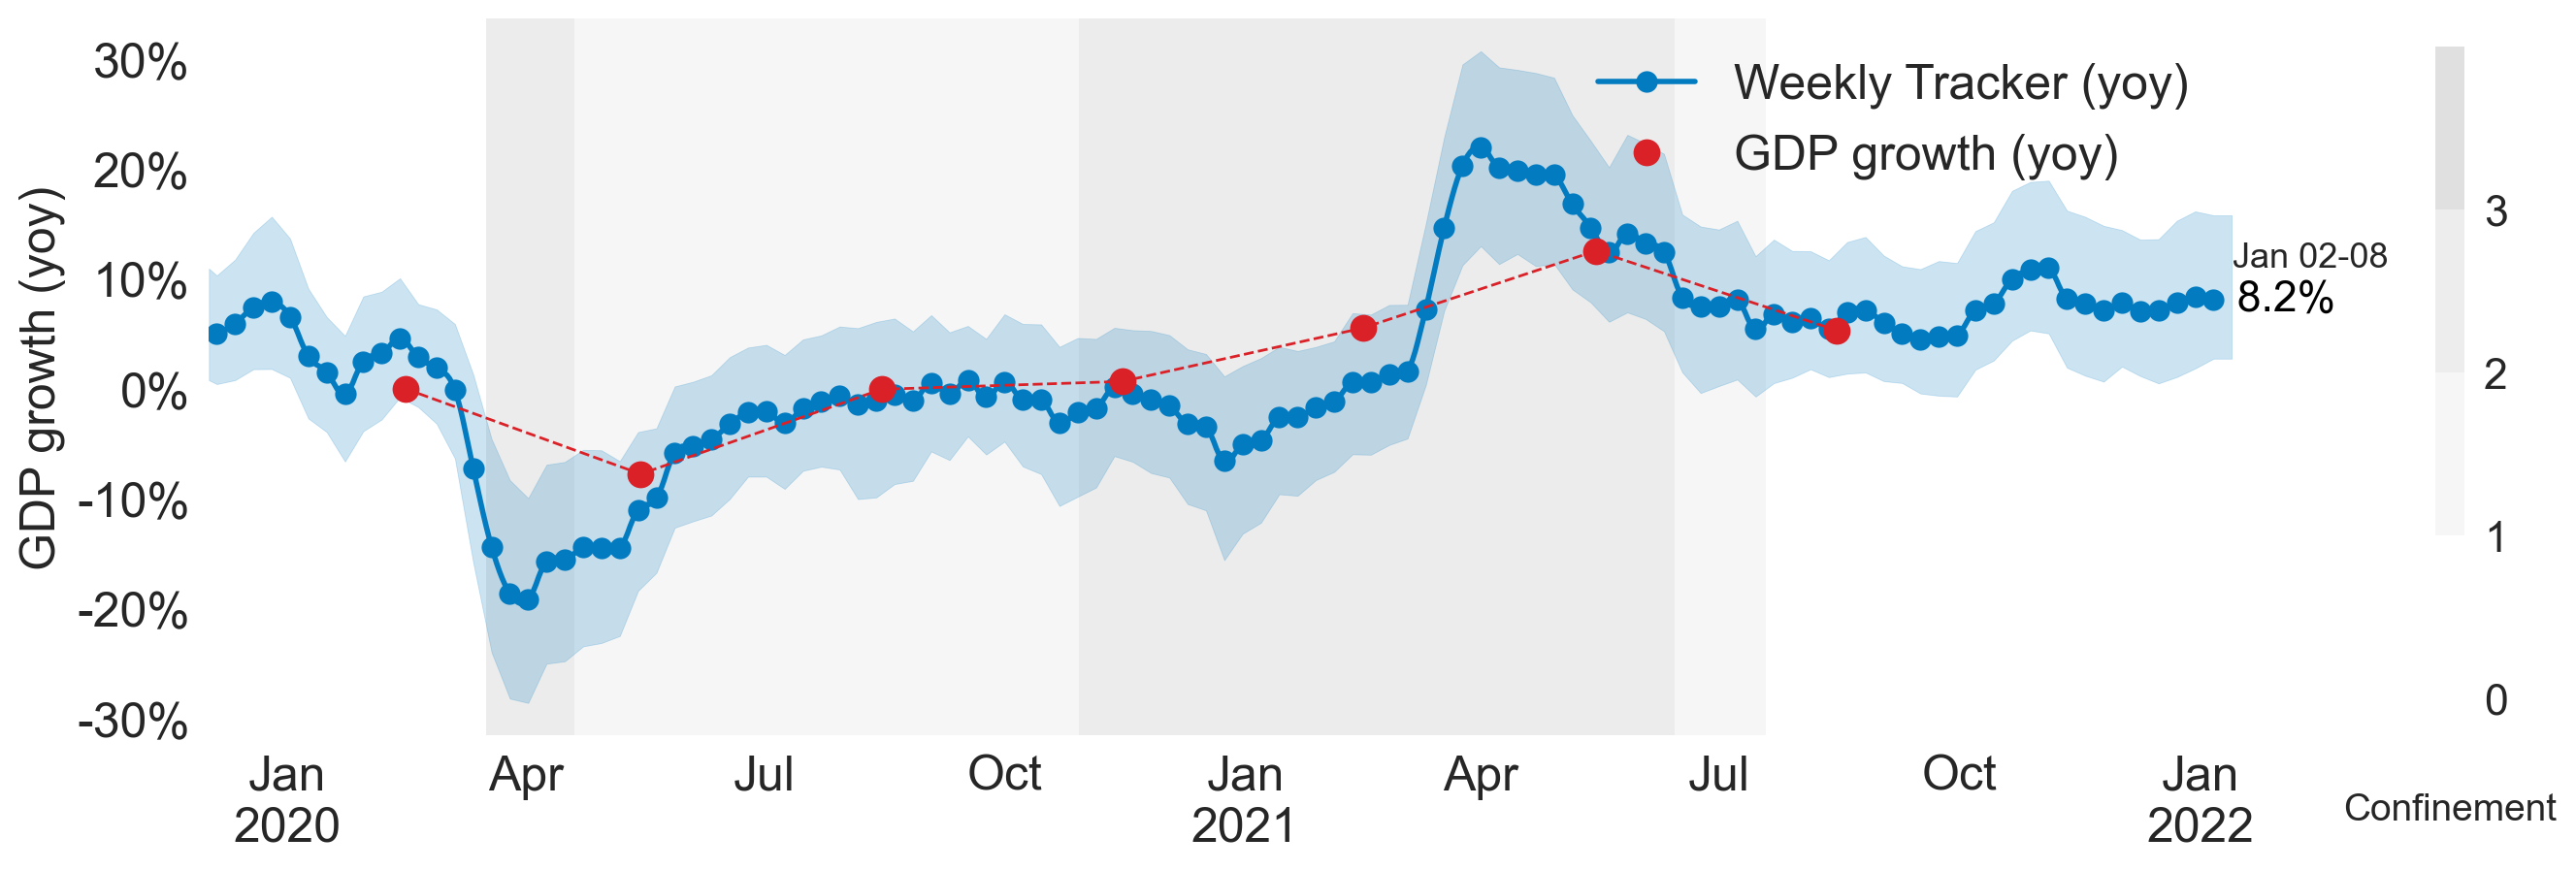 GDP growth (yoy)
30%
20%
10%
0%
-10%
-20%
-30%
Weekly Tracker (yoy)
GDP growth (yoy)
Jan 02-08
8.2%
3
2
1
0
Confinement
Jan Apr Jul Oct Jan Apr Jul Oct Jan
2020 2021 2022